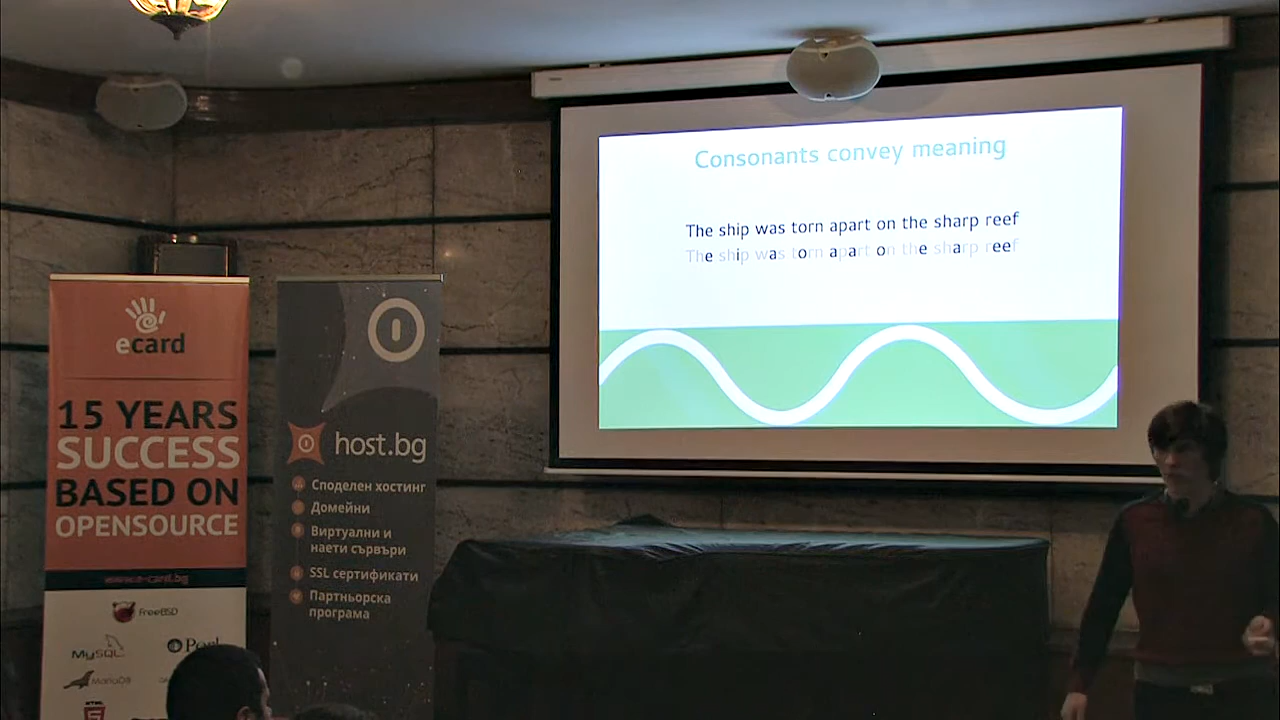 Consonants convey meaning
The ship was torn apart on the sharp reef
The ship was torn apart on the sharp reef
ecard
15 YEARS
SUCCESS
BASED ON
OPENSOURCE
www.e-card.bg
FreeBSD
MySQL
MariaDB
host.bg
Споделен хостинг
Домейни
Виртуални и
наети сървъри
SSL сертификати
Партньорска
програма